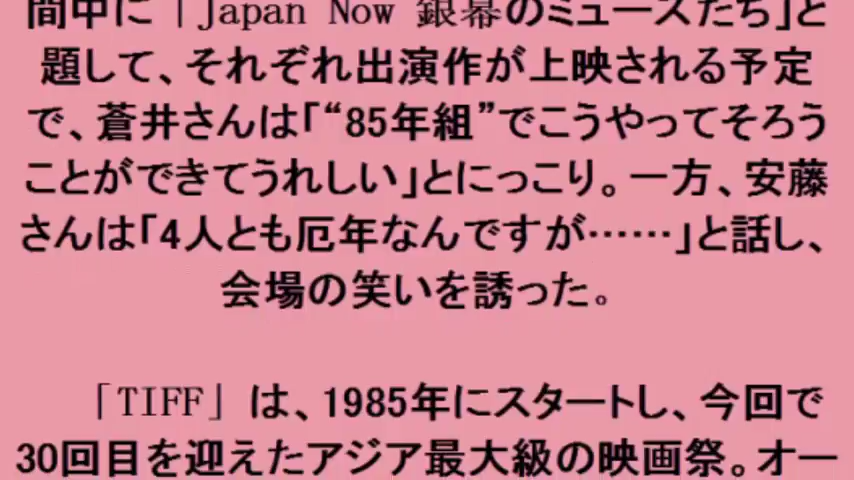 間中に「Japan Now 銀幕のミューズたち」と
題して、それぞれ出演作が上映される予定
で、蒼井さんは「“85年組”でこうやってそろう
ことができてうれしい」とにっこり。一方、安藤
さんは「4人とも厄年なんですが……」と話し、
会場の笑いを誘った。
「TIFF」は、1985年にスタートし、今回で
30回目を迎えたアジア最大級の映画祭。オー